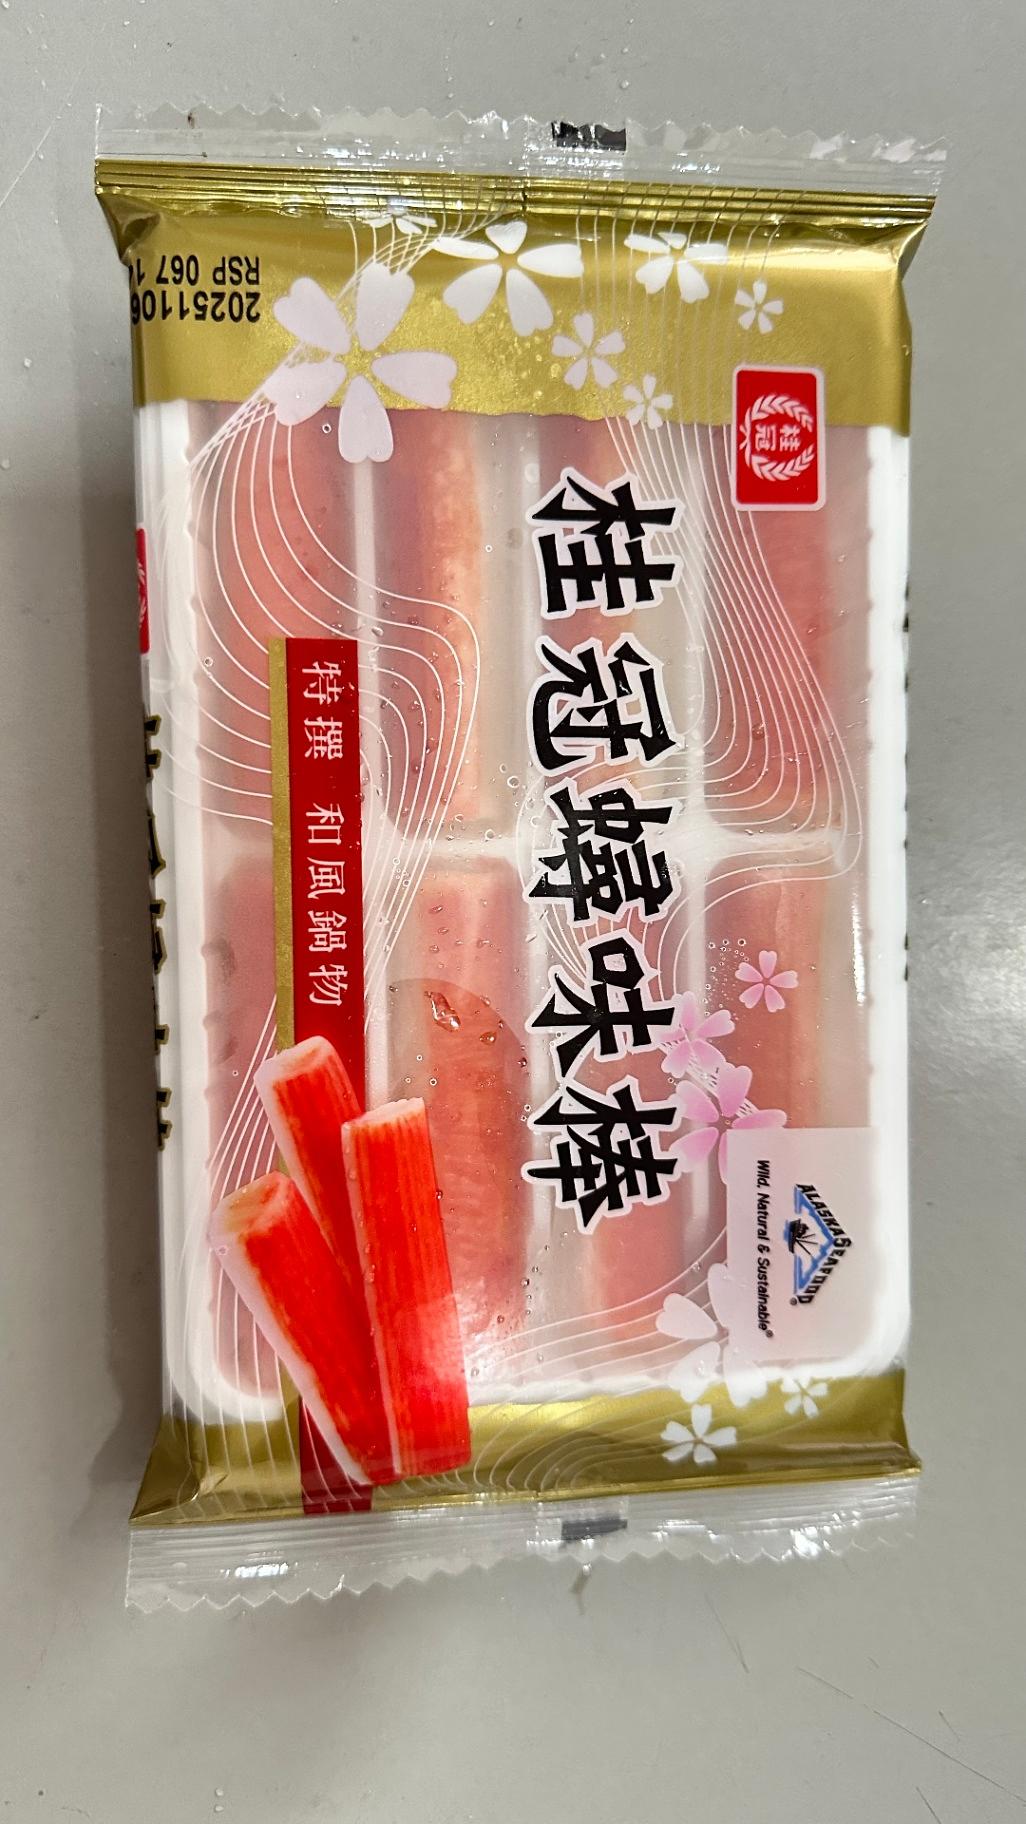 桂冠
桂冠蟳味棒
ALASKA SEAFOOD®
Wild, Natural & Sustainable®
特撰 和風鍋物
20251106
RSP 067